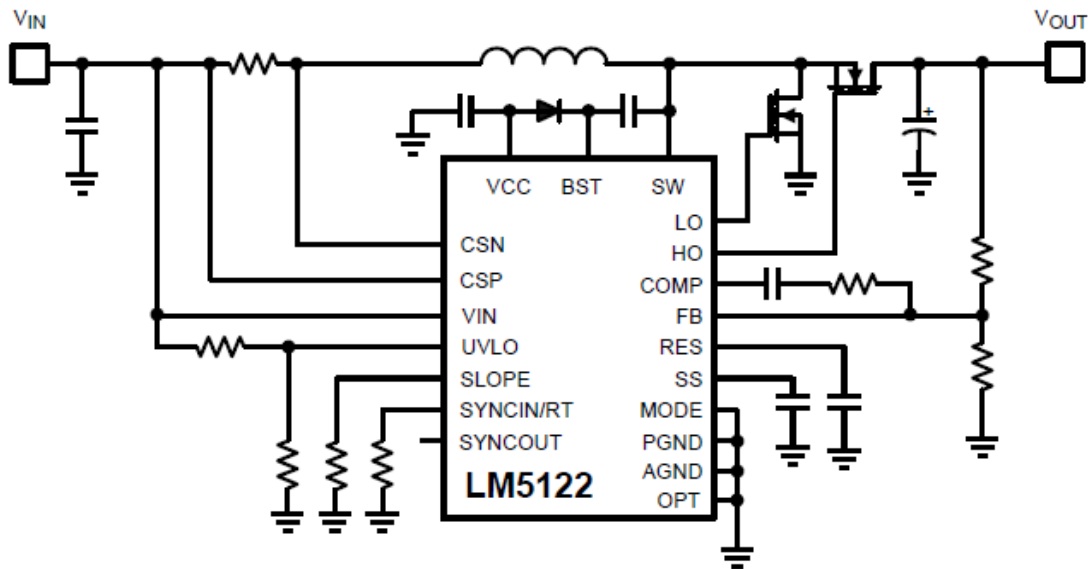 VIN
VOUT
+
VCC BST SW
LO
CSN
HO
CSP
COMP
VIN
FB
UVLO
RES
SLOPE
SS
SYNCIN/RT
MODE
SYNCOUT
PGND
AGND
LM5122
OPT